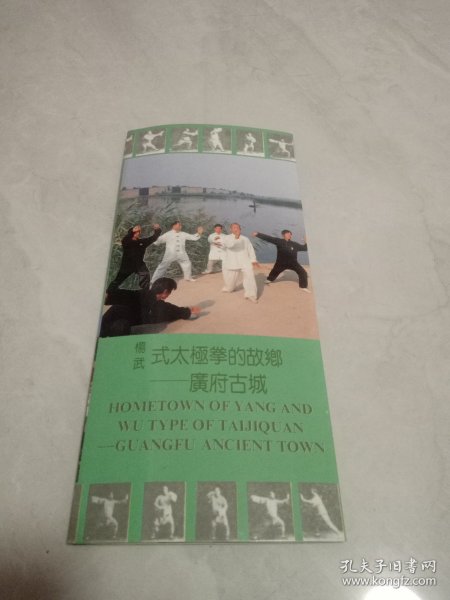 楊武式太極拳的故鄉
——廣府古城
HOMETOWN OF YANG AND
WU TYPE OF TAIJIQUAN
—GUANGFU ANCIENT TOWN
孔夫子旧书网
www.kongfz.com